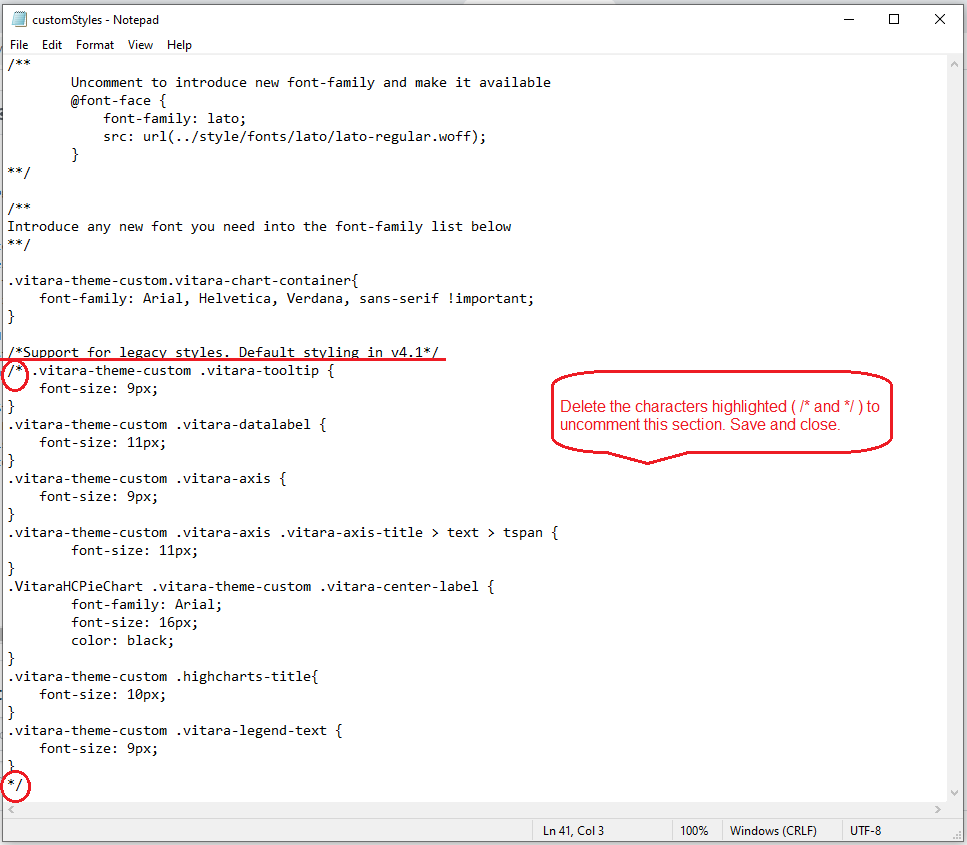 customStyles - Notepad
File Edit Format View Help
/**
Uncomment to introduce new font-family and make it available
@font-face {
font-family: lato;
src: url(../style/fonts/lato/lato-regular.woff);
}
**/
/**
Introduce any new font you need into the font-family list below
**/
.vitara-theme-custom.vitara-chart-container{
font-family: Arial, Helvetica, Verdana, sans-serif !important;
}
/*Support for legacy styles. Default styling in v4.1*/
/* .vitara-theme-custom .vitara-tooltip {
font-size: 9px;
}
.vitara-theme-custom .vitara-datalabel {
font-size: 11px;
}
.vitara-theme-custom .vitara-axis {
font-size: 9px;
}
.vitara-theme-custom .vitara-axis .vitara-axis-title > text > tspan {
font-size: 11px;
}
.VitaraHCPieChart .vitara-theme-custom .vitara-center-label {
font-family: Arial;
font-size: 16px;
color: black;
}
.vitara-theme-custom .highcharts-title{
font-size: 10px;
}
.vitara-theme-custom .vitara-legend-text {
font-size: 9px;
}
*/
Delete the characters highlighted ( /* and */ ) to
uncomment this section. Save and close.
Ln 41, Col 3 100% Windows (CRLF) UTF-8